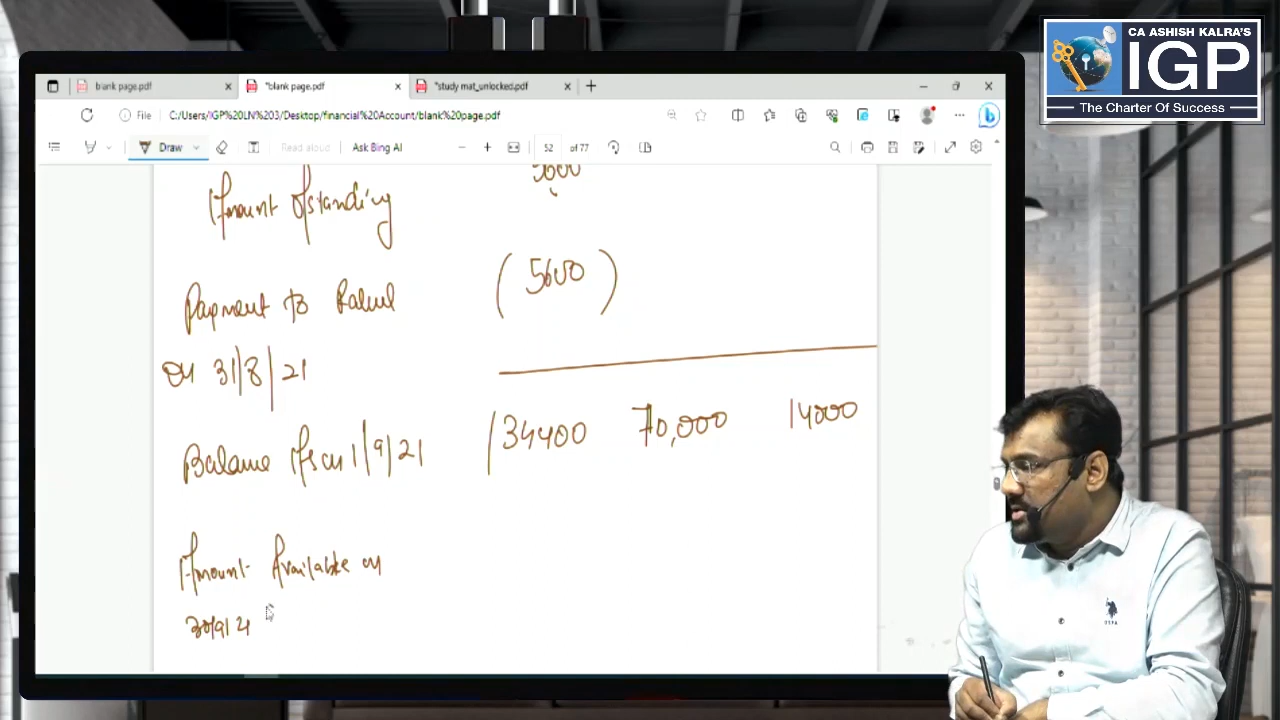 CA ASHISH KALRA'S
IGP
The Charter Of Success
blank page.pdf
*blank page.pdf
*study mat_unlocked.pdf
File
C:/Users/IGP%20LN%203/Desktop/financial%20Account/blank%20page.pdf
Draw
Read aloud
Ask Bing AI
52 of 77
5600
Amount
Payment to Rahul (5600)
on 31/8/21
Balance As on 1/9/21 134400 70,000 14000
Amount Available on
30/9/21